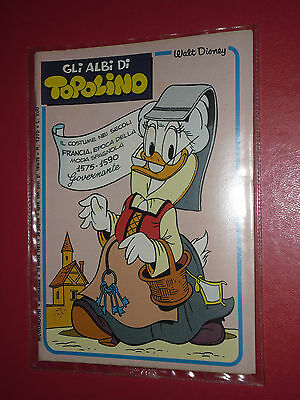 GLI ALBI DI
TOPOLINO
Walt Disney
IL COSTUME NEI SECOLI
FRANCIA, EPOCA DELLA
MODA SPAGNOLA
1575-1590
Governante